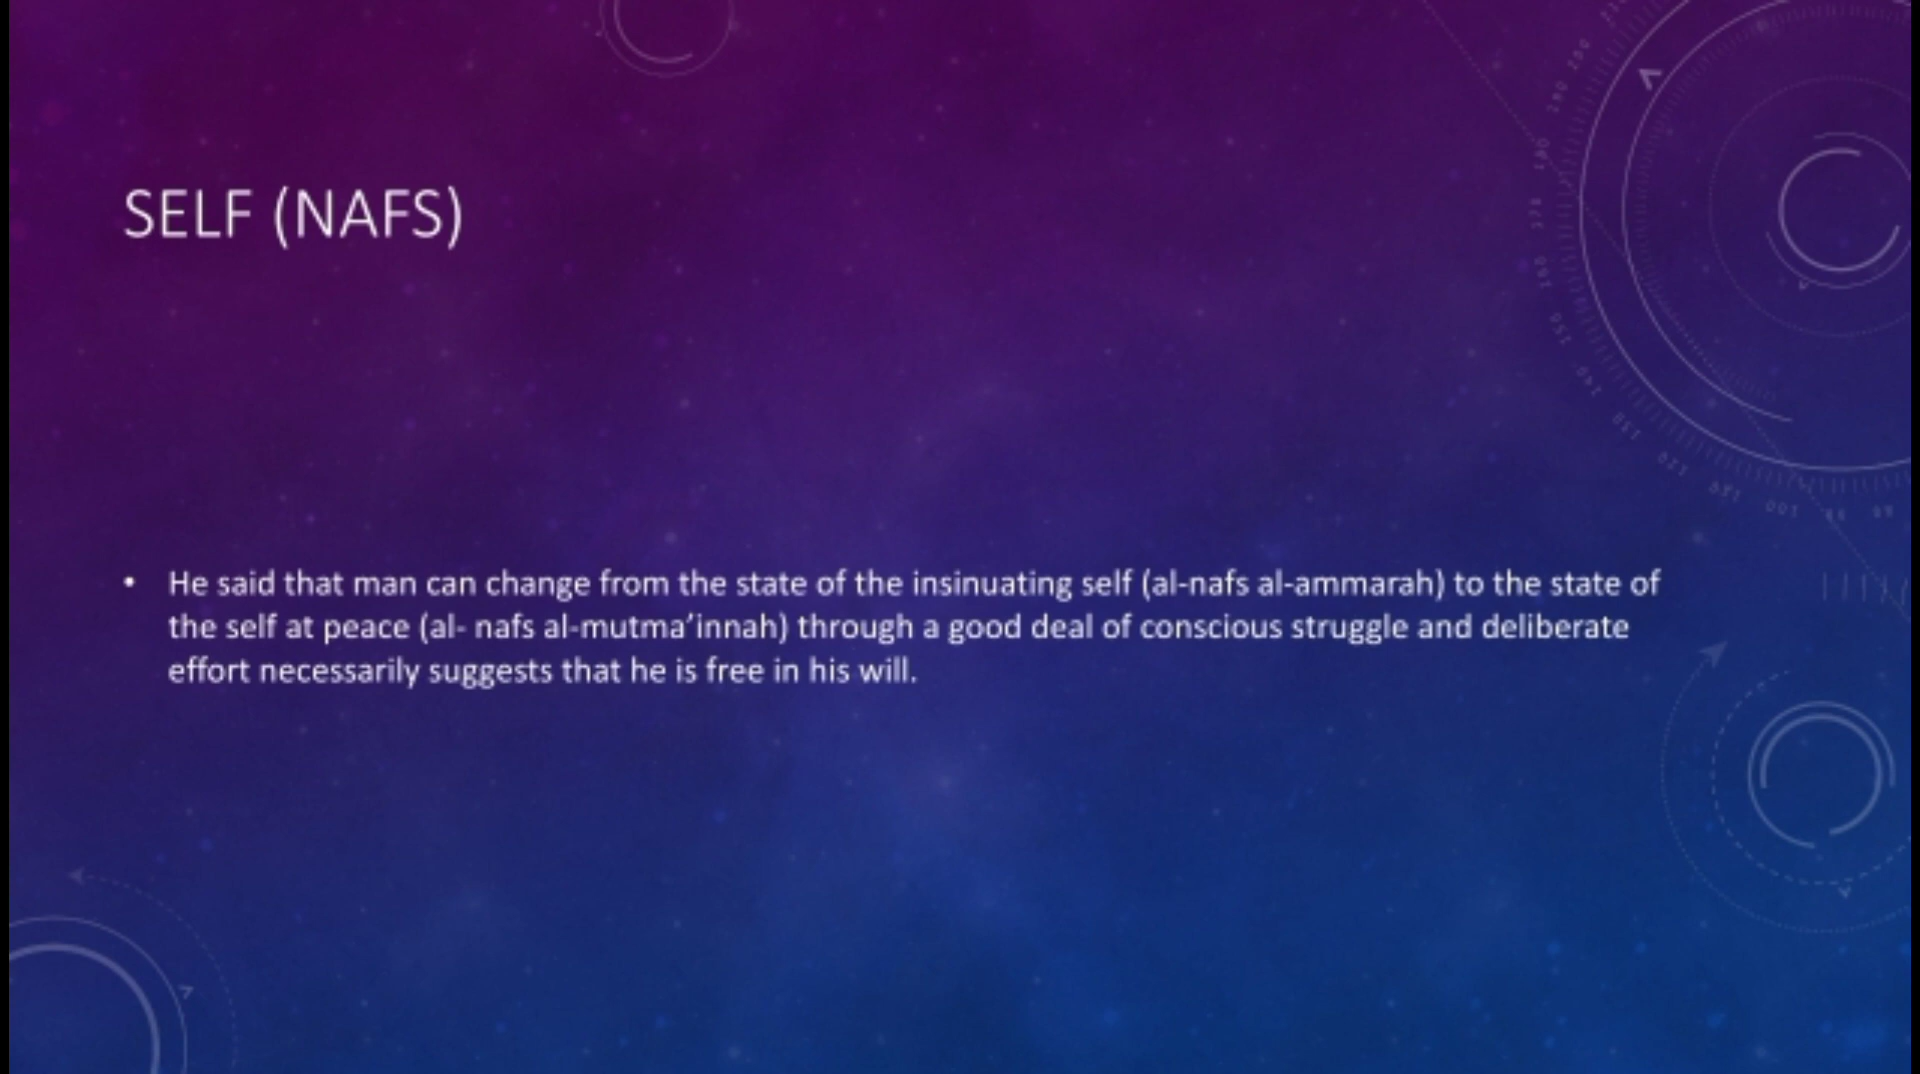 SELF (NAFS)
• He said that man can change from the state of the insinuating self (al-nafs al-ammarah) to the state of
the self at peace (al- nafs al-mutma’innah) through a good deal of conscious struggle and deliberate
effort necessarily suggests that he is free in his will.